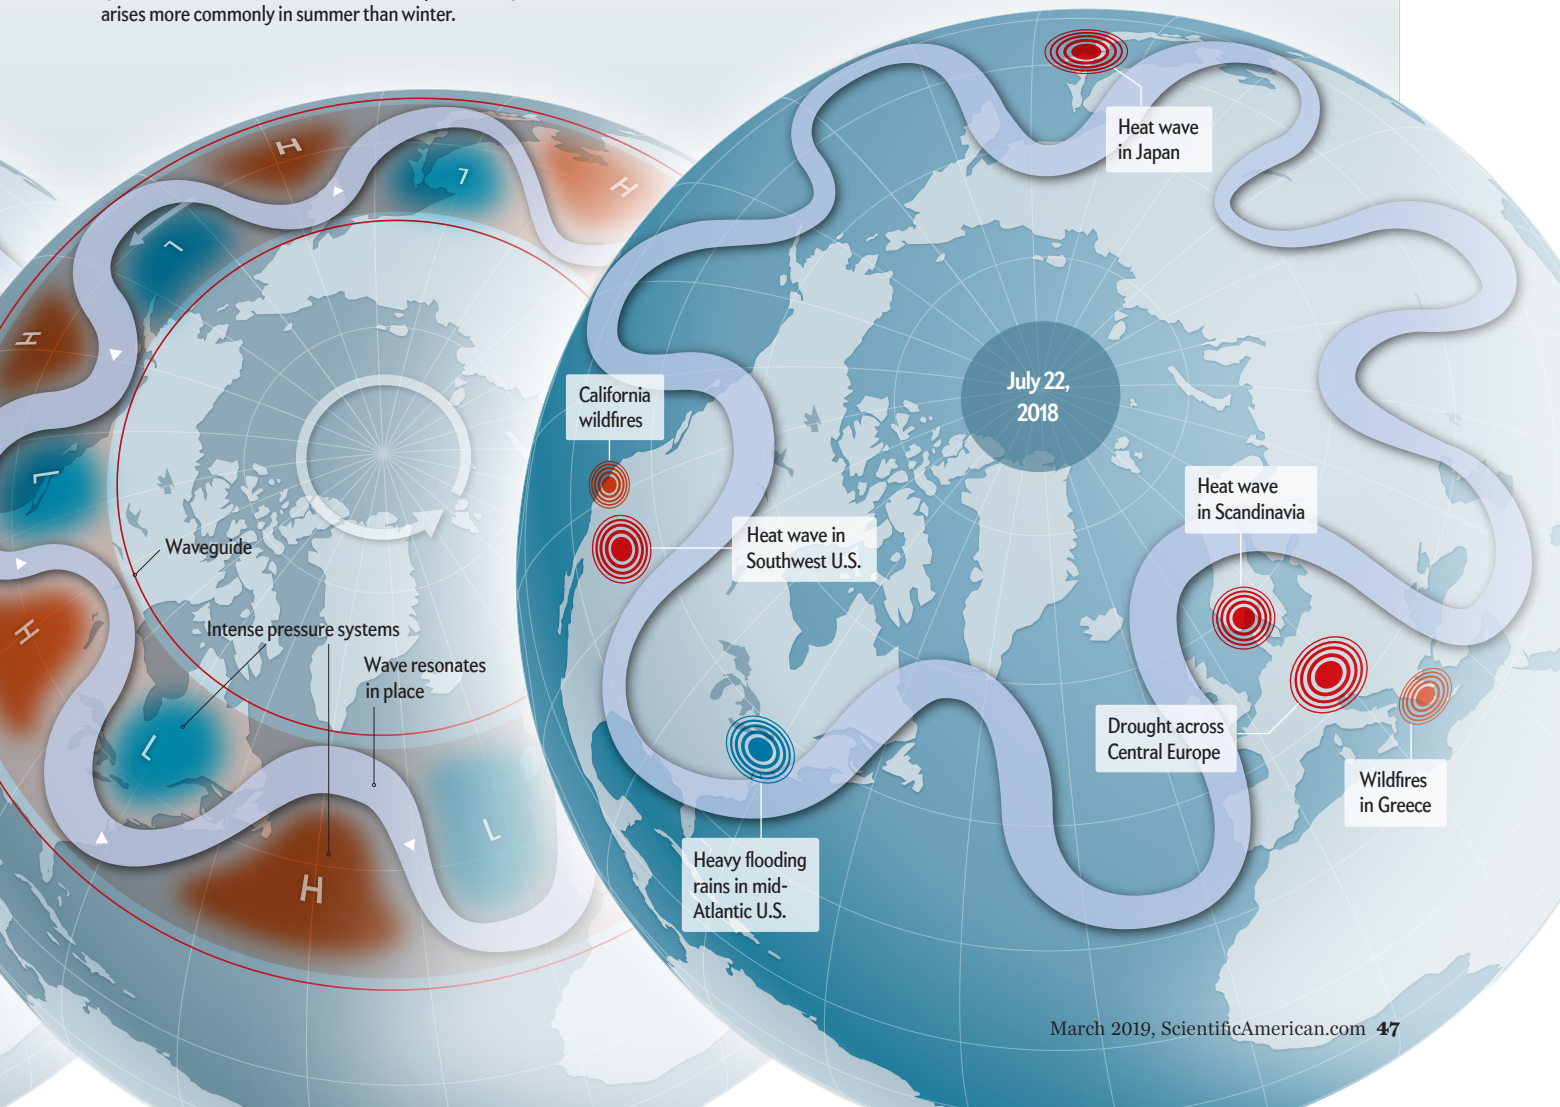 arises more commonly in summer than winter.
H
L
H
L
H
L
H
L
H
L
Waveguide
Intense pressure systems
Wave resonates
in place
July 22,
2018
Heat wave
in Japan
California
wildfires
Heat wave in
Southwest U.S.
Heat wave
in Scandinavia
Drought across
Central Europe
Wildfires
in Greece
Heavy flooding
rains in mid-
Atlantic U.S.
March 2019, ScientificAmerican.com 47